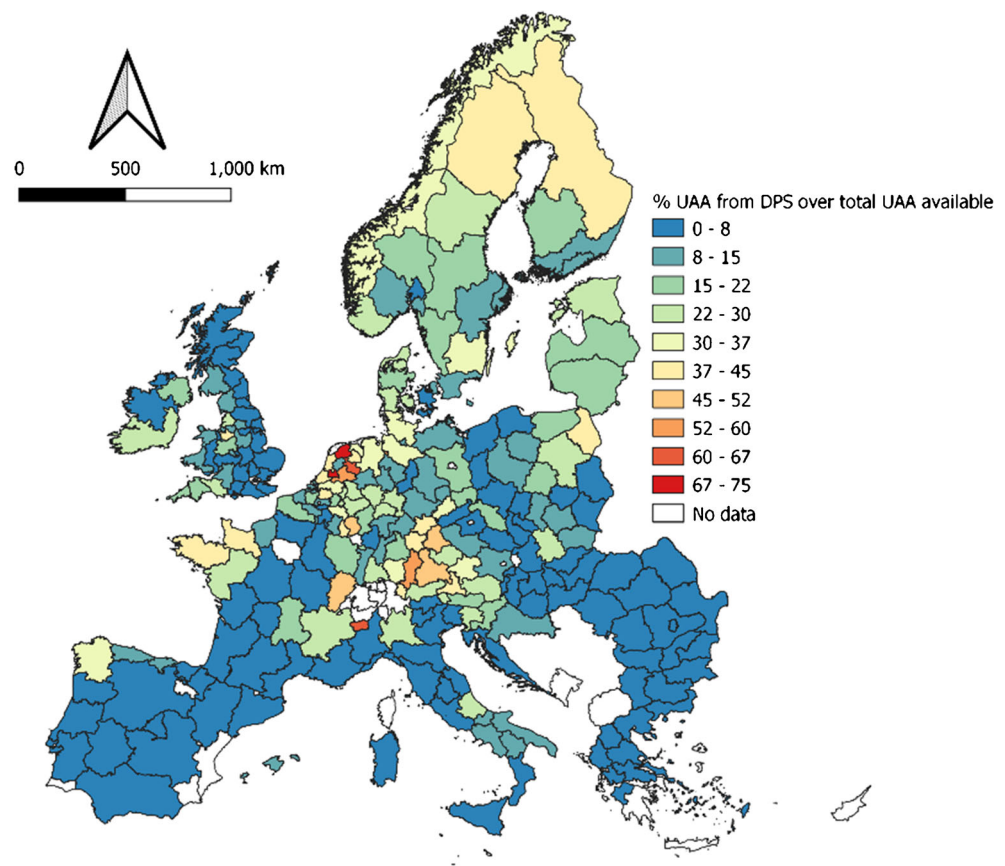 0 500 1,000 km
% UAA from DPS over total UAA available
0 - 8
8 - 15
15 - 22
22 - 30
30 - 37
37 - 45
45 - 52
52 - 60
60 - 67
67 - 75
No data